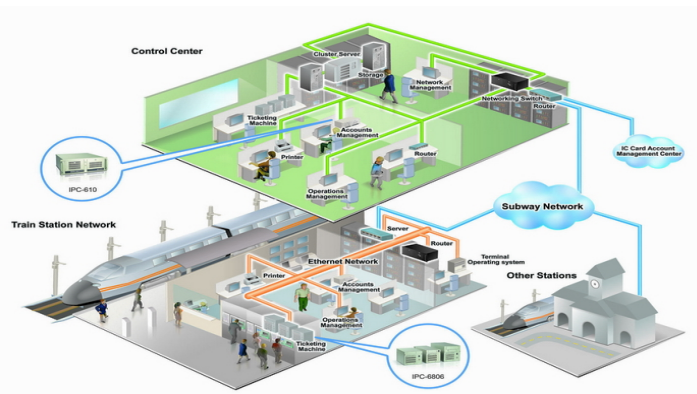 Control Center
Cluster Server
Storage
Network
Management
Networking Switch
Router
Ticketing
Machine
Accounts
Management
Printer
Router
Operations
Management
IPC-610
IC Card Account
Management Center
Subway Network
Train Station Network
Server
Router
Ethernet Network
Terminal
Operating system
Printer
Accounts
Management
Operations
Management
Ticketing
Machine
IPC-6806
Other Stations